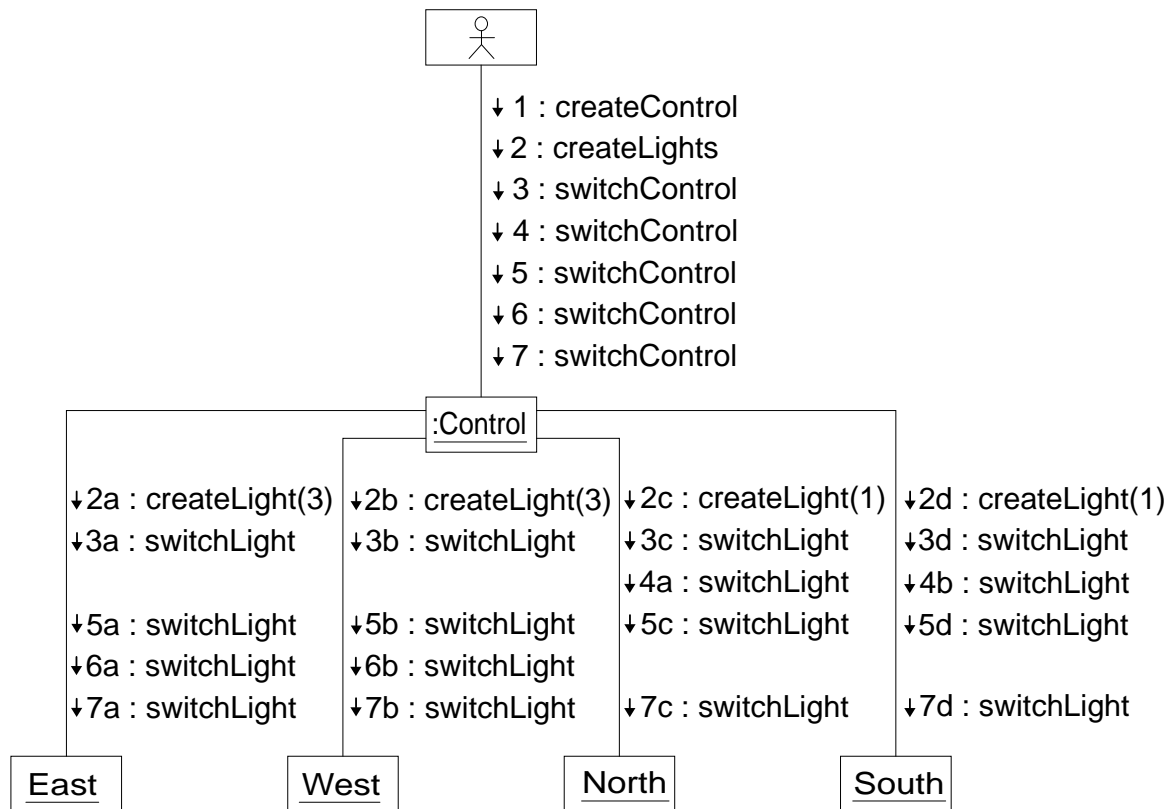 1 : createControl
2 : createLights
3 : switchControl
4 : switchControl
5 : switchControl
6 : switchControl
7 : switchControl
:Control
2a : createLight(3)
3a : switchLight
5a : switchLight
6a : switchLight
7a : switchLight
2b : createLight(3)
3b : switchLight
5b : switchLight
6b : switchLight
7b : switchLight
2c : createLight(1)
3c : switchLight
4a : switchLight
5c : switchLight
7c : switchLight
2d : createLight(1)
3d : switchLight
4b : switchLight
5d : switchLight
7d : switchLight
East
West
North
South